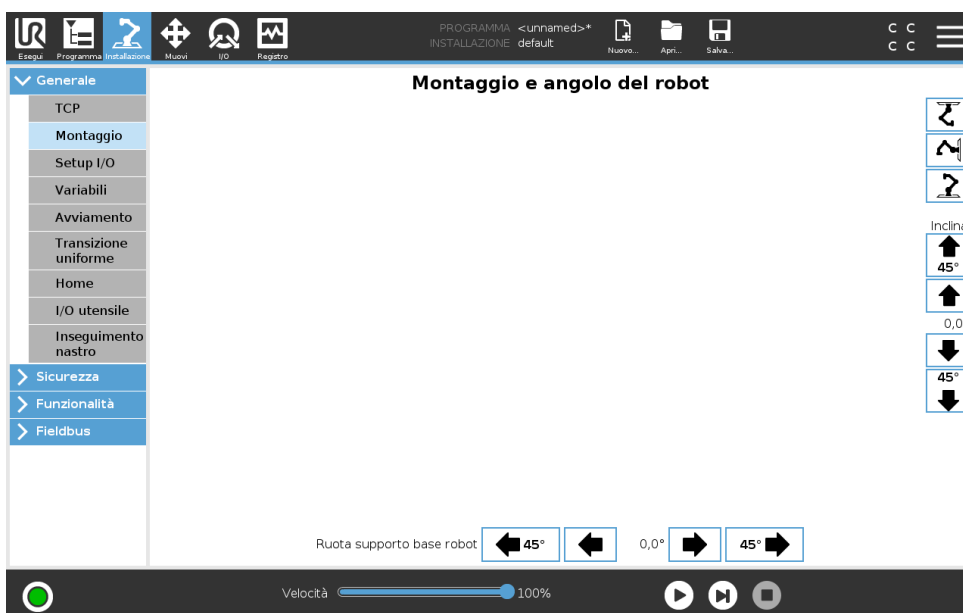 UR
Esegui
Programma
Installazione
Muovi
I/O
Registro
PROGRAMMA <unnamed>*
INSTALLAZIONE default
Nuovo...
Apri...
Salva...
C C
C C
Generale
TCP
Montaggio
Setup I/O
Variabili
Avviamento
Transizione
uniforme
Home
I/O utensile
Inseguimento
nastro
Sicurezza
Funzionalità
Fieldbus
Montaggio e angolo del robot
Inclina
45°
0,0
45°
Ruota supporto base robot 45° 0,0° 45°
Velocità 100%